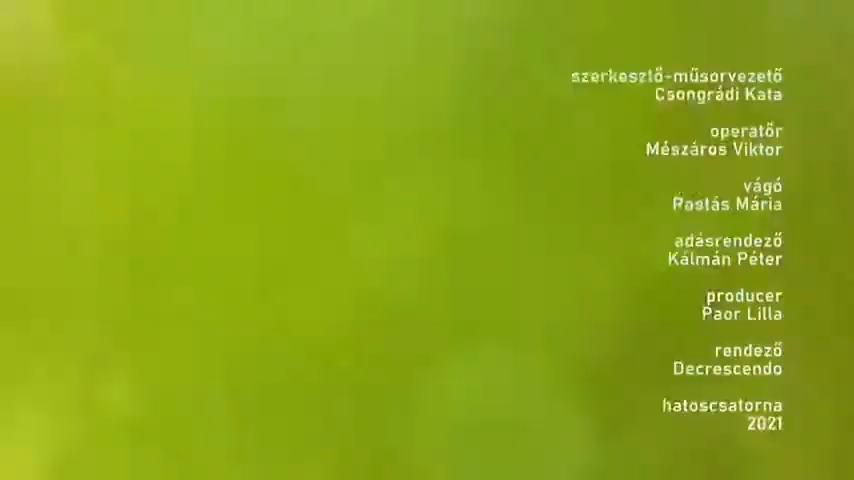 szerkesztő-műsorvezető
Csongrádi Kata
operatőr
Mészáros Viktor
vágó
Rostás Mária
adásrendező
Kálmán Péter
producer
Paor Lilla
rendező
Decrescendo
hatoscsatorna
2021